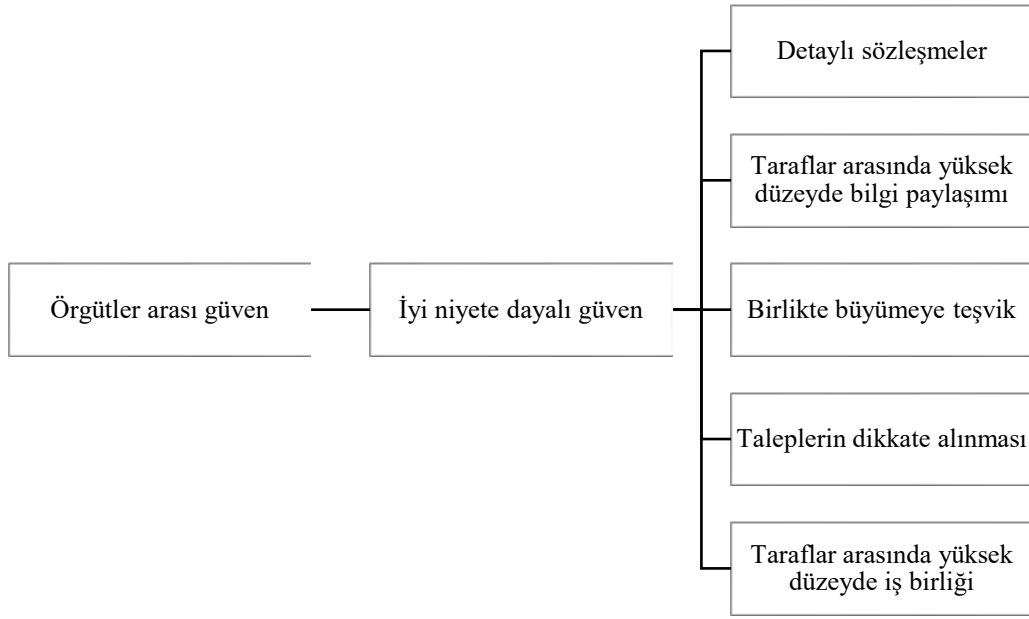 Örgütler arası güven
İyi niyete dayalı güven
Detaylı sözleşmeler
Taraflar arasında yüksek
düzeyde bilgi paylaşımı
Birlikte büyümeye teşvik
Taleplerin dikkate alınması
Taraflar arasında yüksek
düzeyde iş birliği